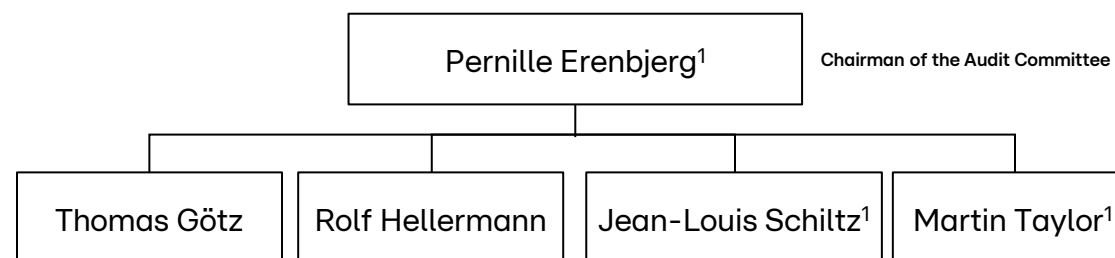 Pernille Erenbjerg¹
Chairman of the Audit Committee
Thomas Götz
Rolf Hellermann
Jean-Louis Schiltz¹
Martin Taylor¹